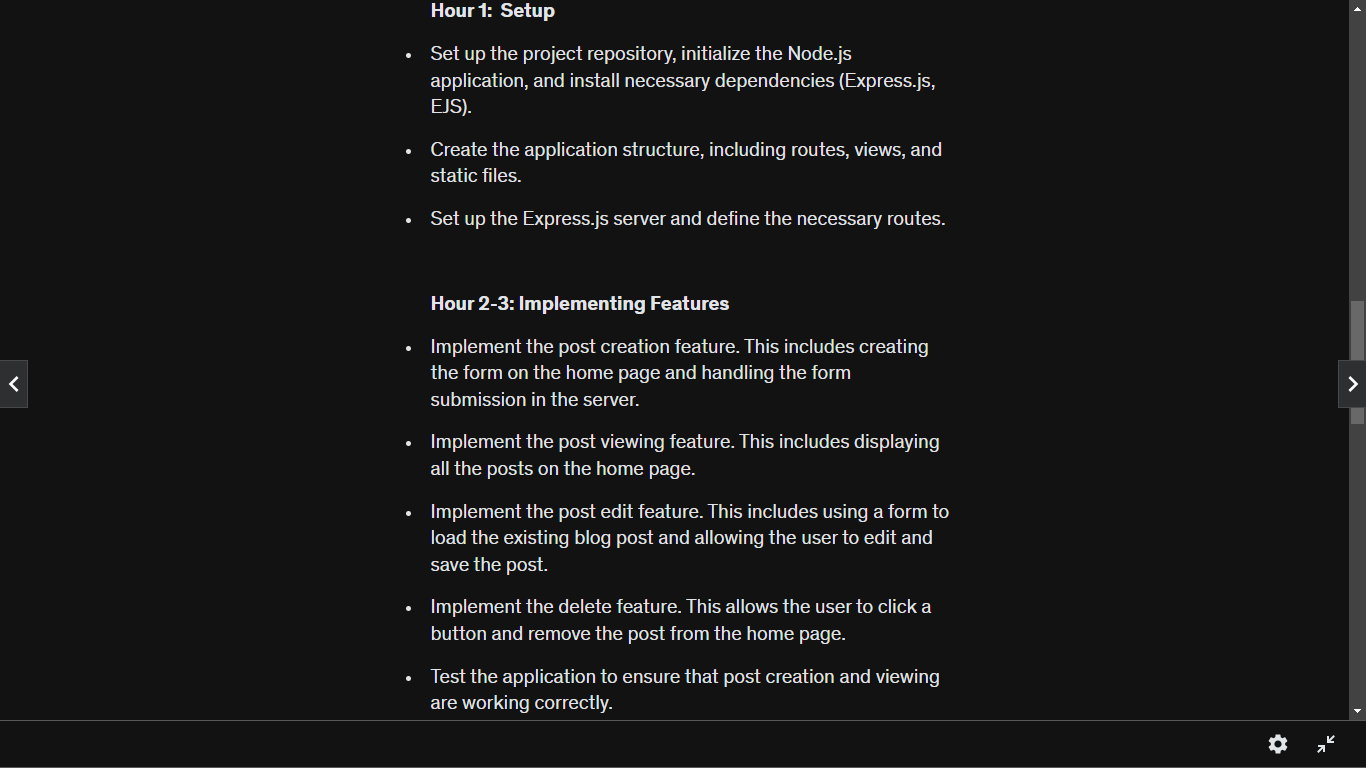 Hour 1:  Setup
Set up the project repository, initialize the Node.js
application, and install necessary dependencies (Express.js,
EJS).
Create the application structure, including routes, views, and
static files.
Set up the Express.js server and define the necessary routes.
Hour 2-3: Implementing Features
Implement the post creation feature. This includes creating
the form on the home page and handling the form
submission in the server.
Implement the post viewing feature. This includes displaying
all the posts on the home page.
Implement the post edit feature. This includes using a form to
load the existing blog post and allowing the user to edit and
save the post.
Implement the delete feature. This allows the user to click a
button and remove the post from the home page.
Test the application to ensure that post creation and viewing
are working correctly.